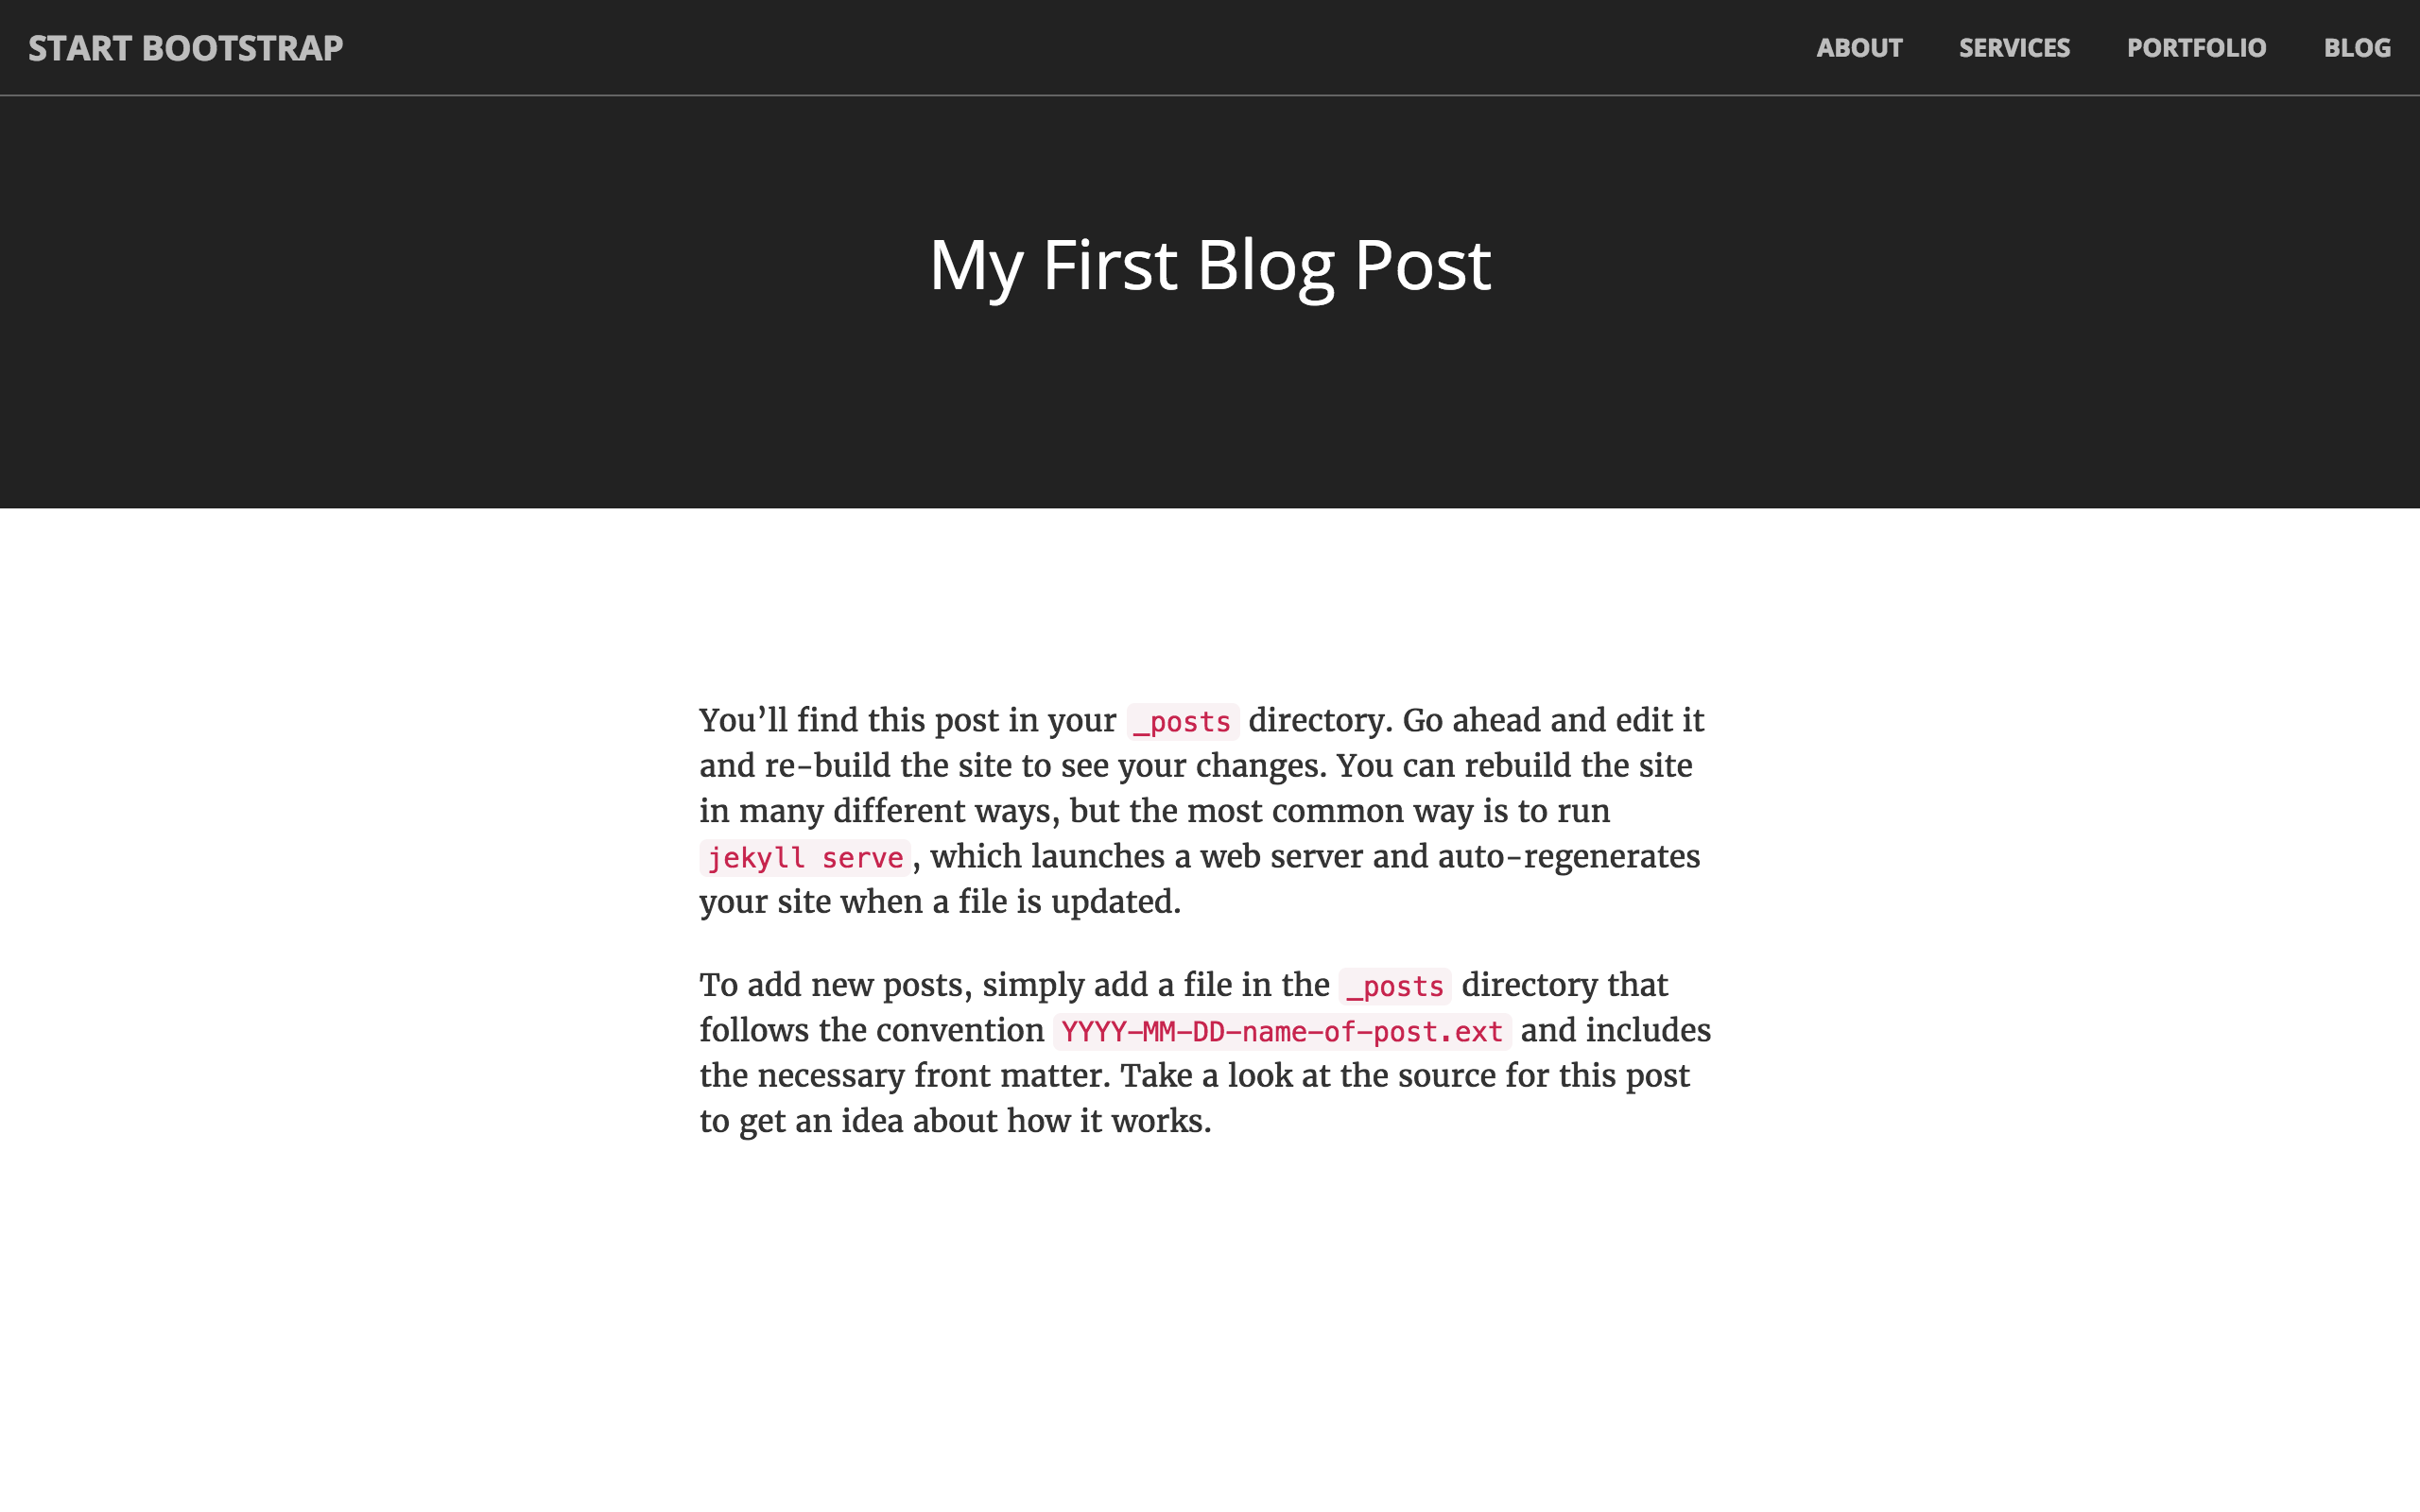 START BOOTSTRAP
ABOUT SERVICES PORTFOLIO BLOG
My First Blog Post
You’ll find this post in your _posts directory. Go ahead and edit it
and re-build the site to see your changes. You can rebuild the site
in many different ways, but the most common way is to run
jekyll serve, which launches a web server and auto-regenerates
your site when a file is updated.
To add new posts, simply add a file in the _posts directory that
follows the convention YYYY-MM-DD-name-of-post.ext and includes
the necessary front matter. Take a look at the source for this post
to get an idea about how it works.